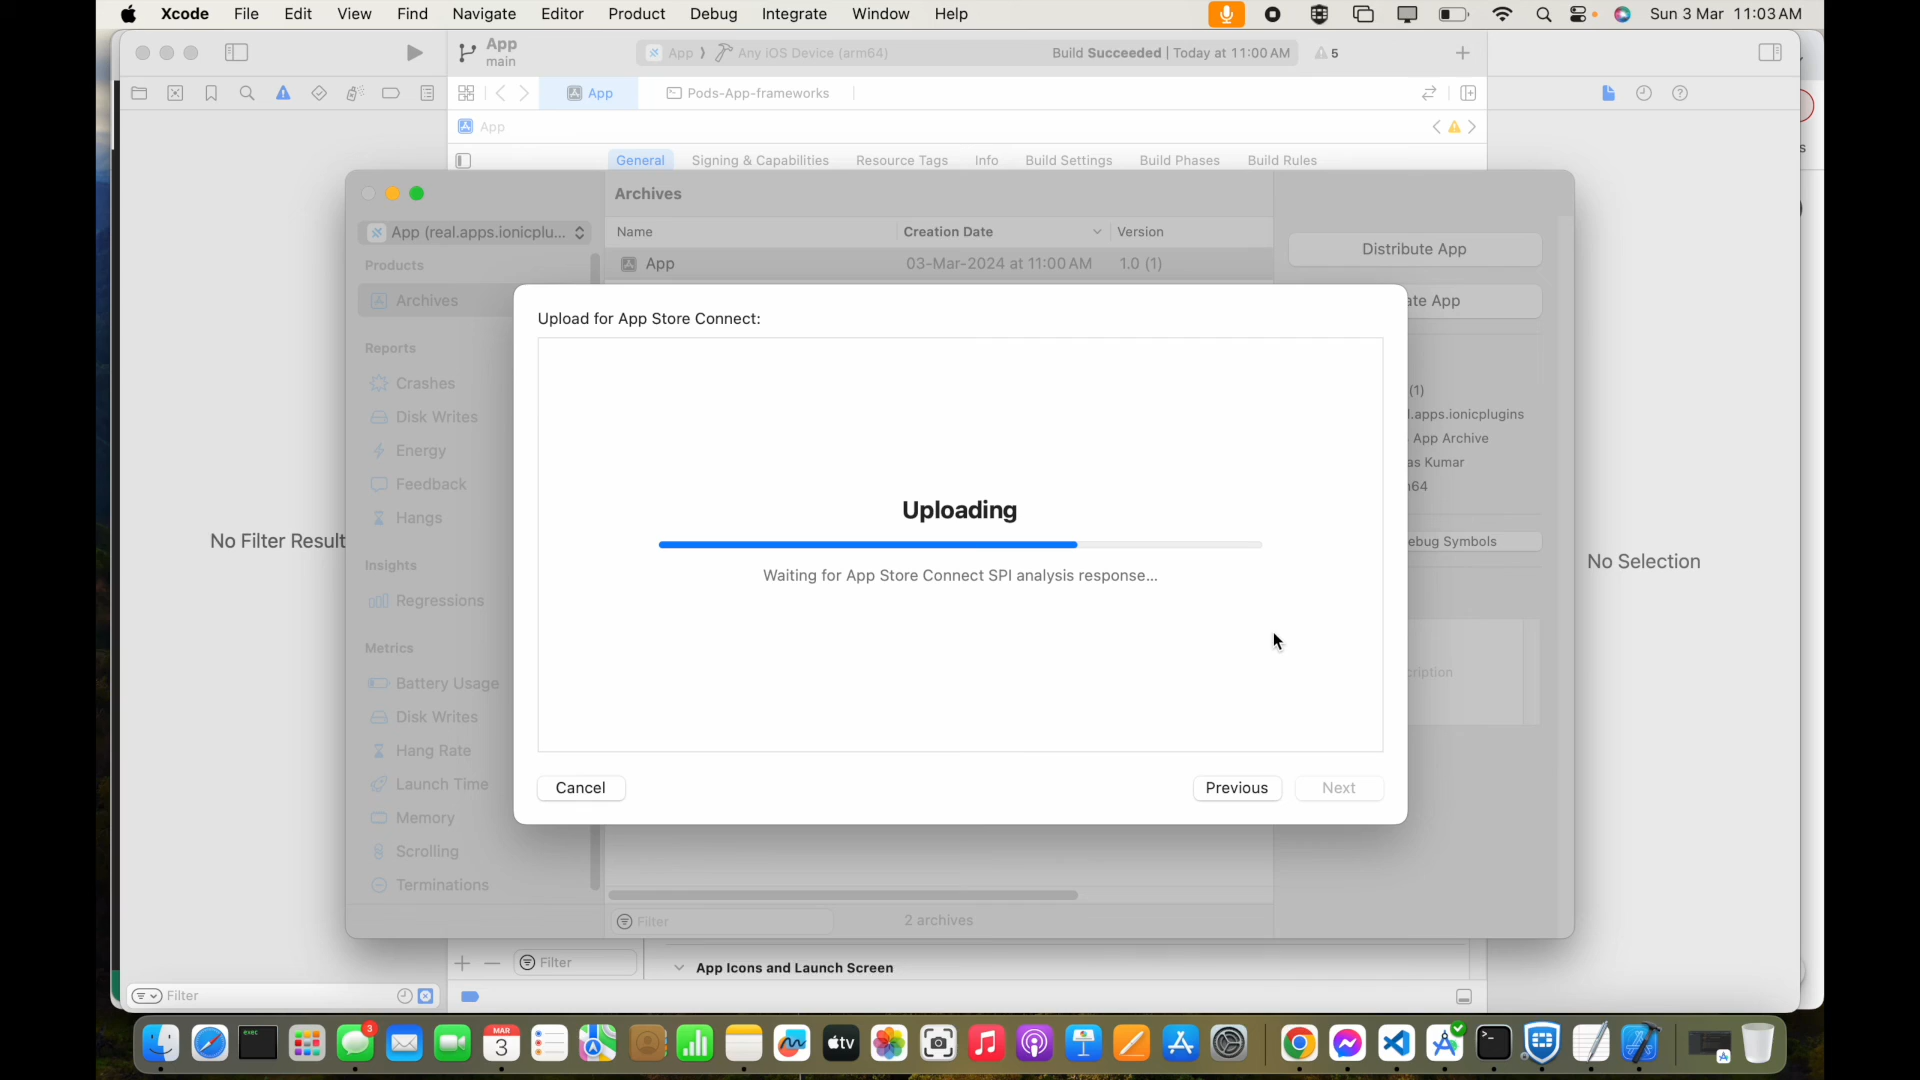 Xcode File Edit View Find Navigate Editor Product Debug Integrate Window Help Sun 3 Mar 11:03 AM
App
main
App ⟩ Any iOS Device (arm64)
Build Succeeded | Today at 11:00 AM
5
App
Pods-App-frameworks
App
General Signing & Capabilities Resource Tags Info Build Settings Build Phases Build Rules
Archives
App (real.apps.ionicplu...
Name Creation Date Version
Distribute App
Products
App 03-Mar-2024 at 11:00 AM 1.0 (1)
Archives
ate App
Upload for App Store Connect:
Reports
Crashes
(1)
Disk Writes
l.apps.ionicplugins
App Archive
Energy
as Kumar
Feedback
Hangs
Uploading
No Filter Result
ebug Symbols
No Selection
Insights
Waiting for App Store Connect SPI analysis response...
Regressions
Metrics
cription
Battery Usage
Disk Writes
Hang Rate
Launch Time
Cancel Previous Next
Memory
Scrolling
Terminations
Filter
2 archives
Filter
App Icons and Launch Screen
Filter
exec
3
MAR
3
tv